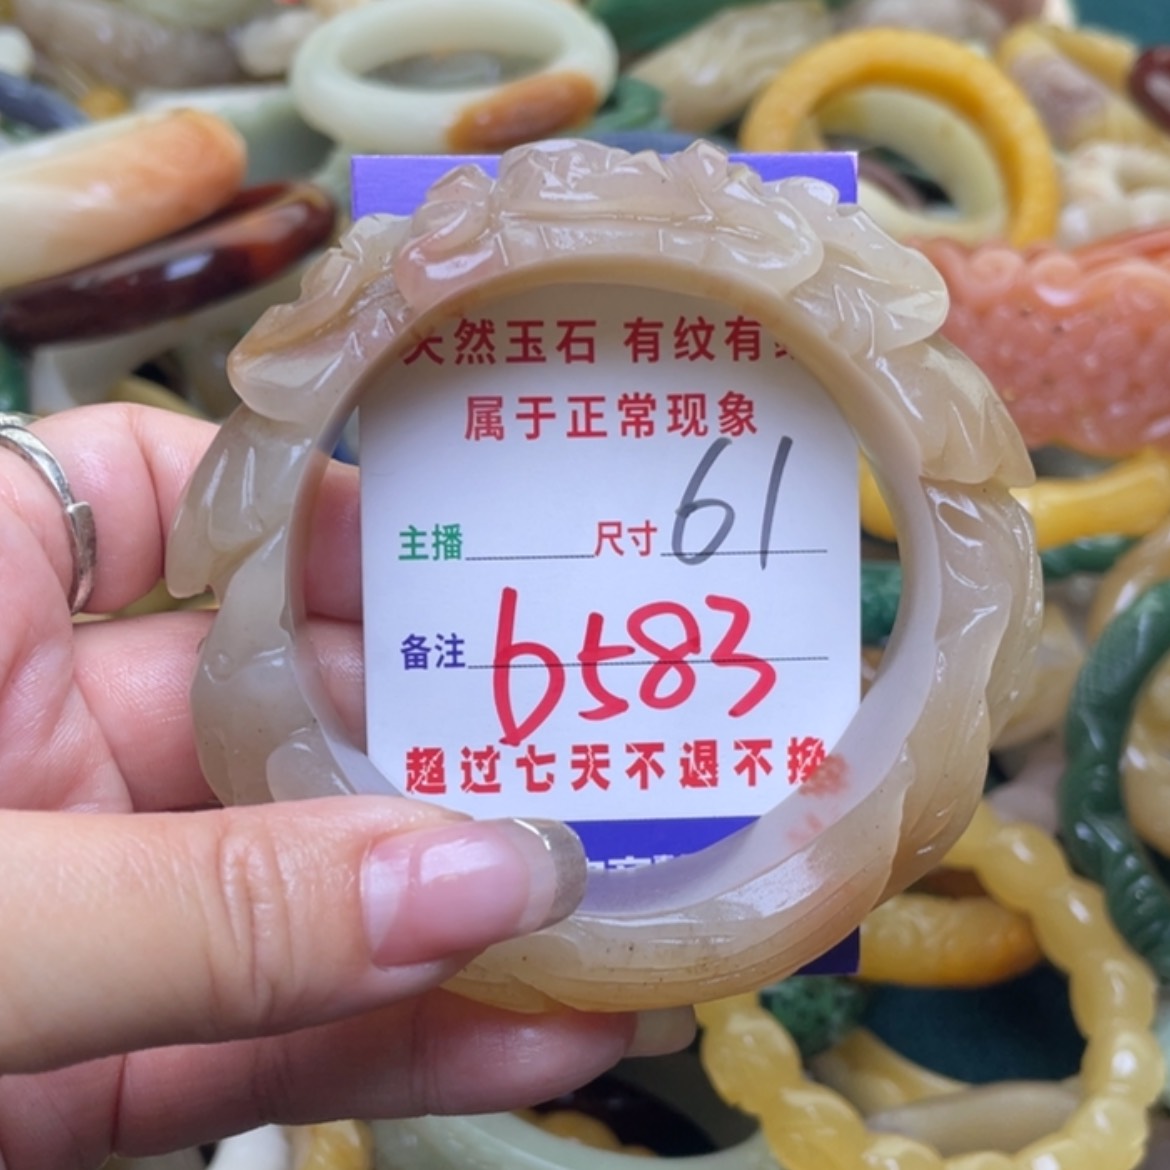 天然玉石 有纹有
属于正常现象
主播 尺寸 61
备注 b583
超过七天不退不换